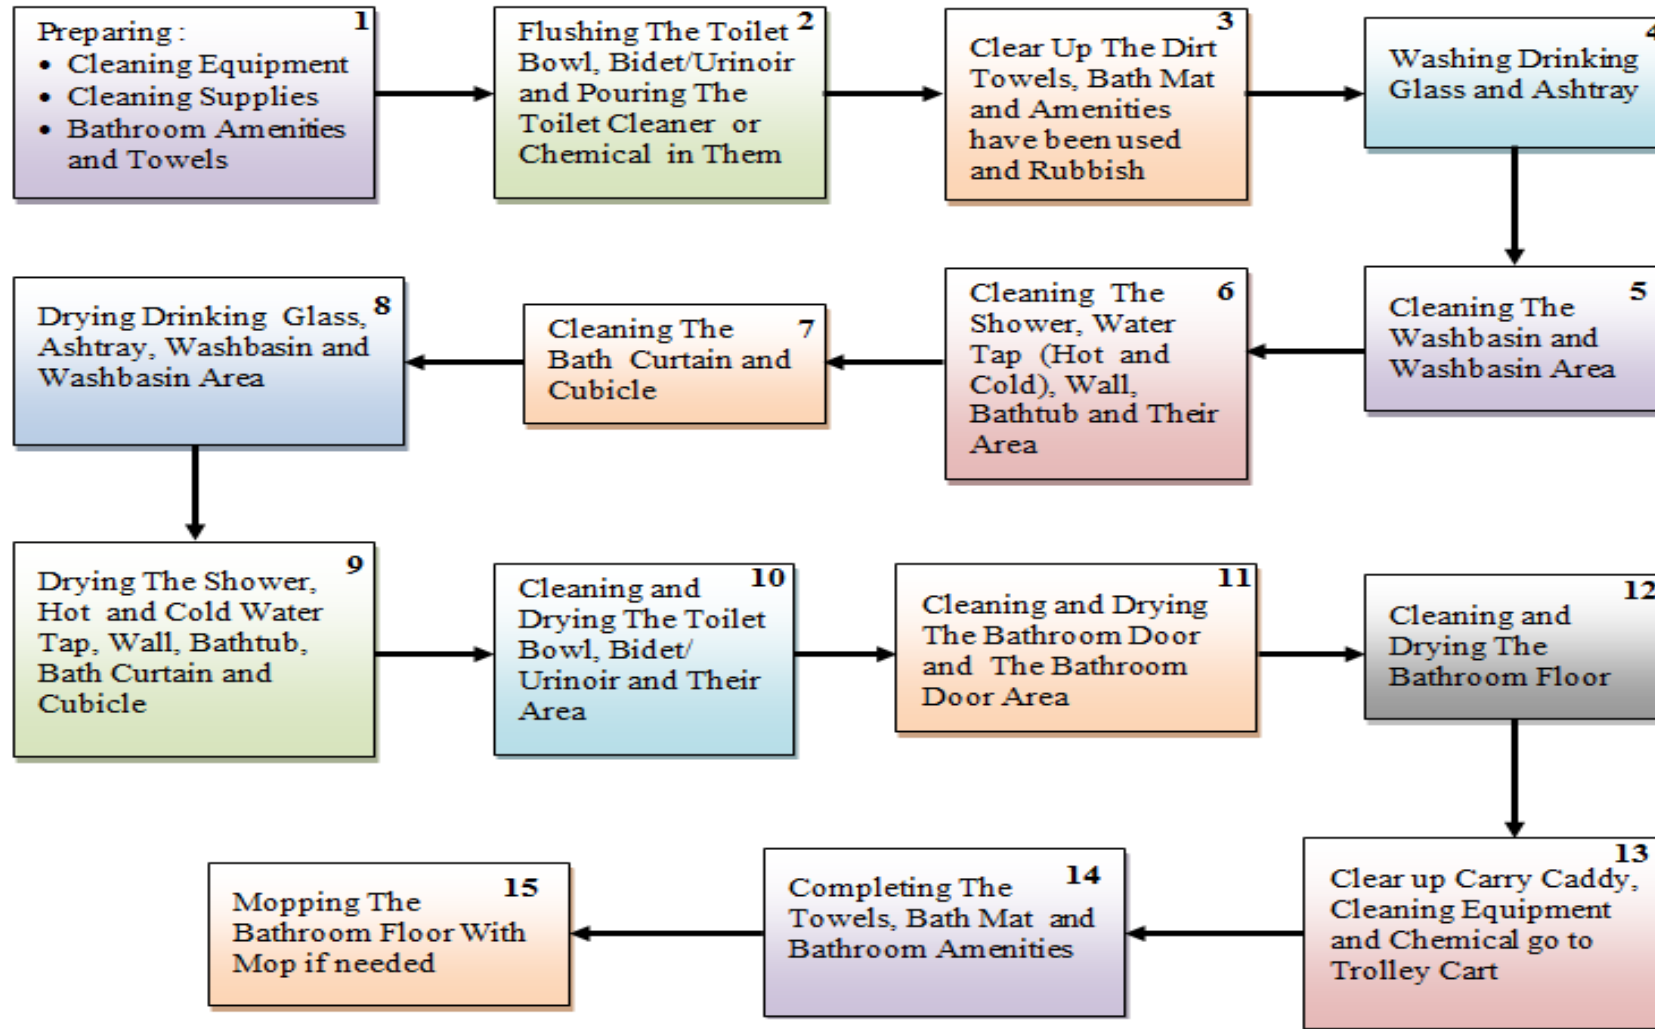 1
Preparing :
• Cleaning Equipment
• Cleaning Supplies
• Bathroom Amenities
and Towels
2
Flushing The Toilet
Bowl, Bidet/Urinoir
and Pouring The
Toilet Cleaner or
Chemical in Them
3
Clear Up The Dirt
Towels, Bath Mat
and Amenities
have been used
and Rubbish
4
Washing Drinking
Glass and Ashtray
5
Cleaning The
Washbasin and
Washbasin Area
6
Cleaning The
Shower, Water
Tap (Hot and
Cold), Wall,
Bathtub and Their
Area
7
Cleaning The
Bath Curtain and
Cubicle
8
Drying Drinking Glass,
Ashtray, Washbasin and
Washbasin Area
9
Drying The Shower,
Hot and Cold Water
Tap, Wall, Bathtub,
Bath Curtain and
Cubicle
10
Cleaning and
Drying The Toilet
Bowl, Bidet/
Urinoir and Their
Area
11
Cleaning and Drying
The Bathroom Door
and The Bathroom
Door Area
12
Cleaning and
Drying The
Bathroom Floor
13
Clear up Carry Caddy,
Cleaning Equipment
and Chemical go to
Trolley Cart
14
Completing The
Towels, Bath Mat and
Bathroom Amenities
15
Mopping The
Bathroom Floor With
Mop if needed